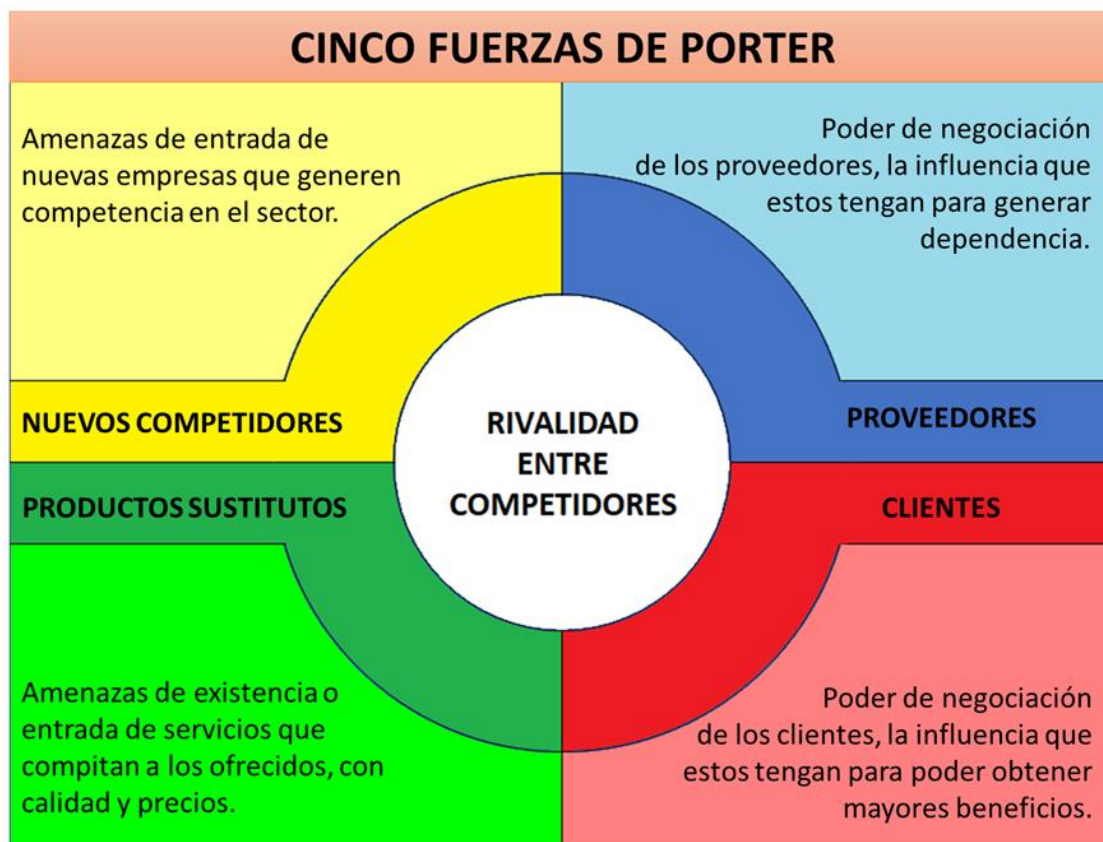 CINCO FUERZAS DE PORTER
Amenazas de entrada de
nuevas empresas que generen
competencia en el sector.
Poder de negociación
de los proveedores, la influencia que
estos tengan para generar
dependencia.
NUEVOS COMPETIDORES
PROVEEDORES
RIVALIDAD
ENTRE
COMPETIDORES
PRODUCTOS SUSTITUTOS
CLIENTES
Amenazas de existencia o
entrada de servicios que
compitan a los ofrecidos, con
calidad y precios.
Poder de negociación
de los clientes, la influencia que
estos tengan para poder obtener
mayores beneficios.